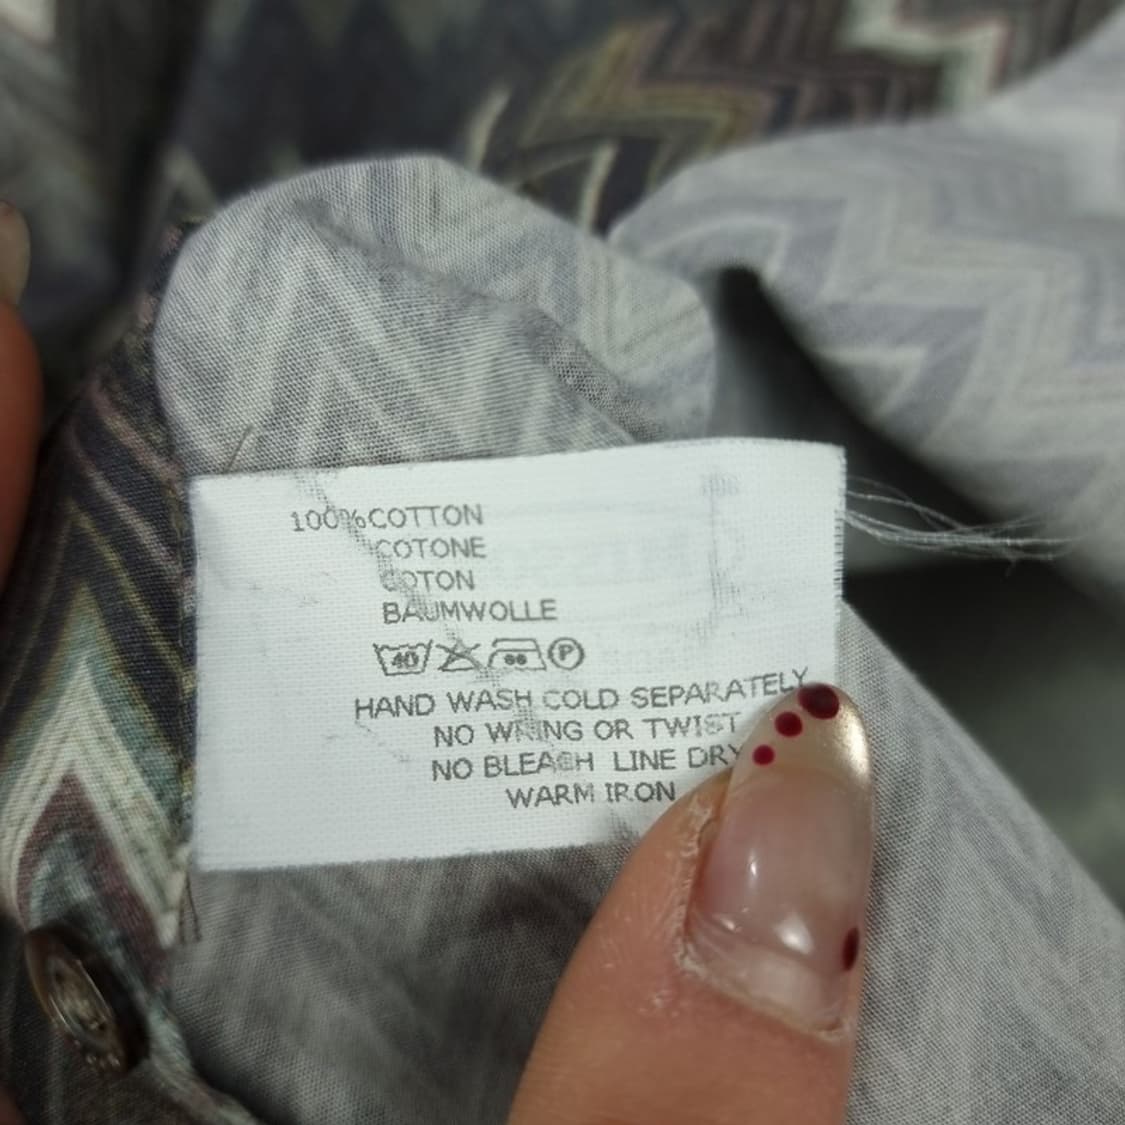 100% COTTON
COTONE
COTON
BAUMWOLLE
40 P
HAND WASH COLD SEPARATELY
NO WRING OR TWIST
NO BLEACH LINE DRY
WARM IRON